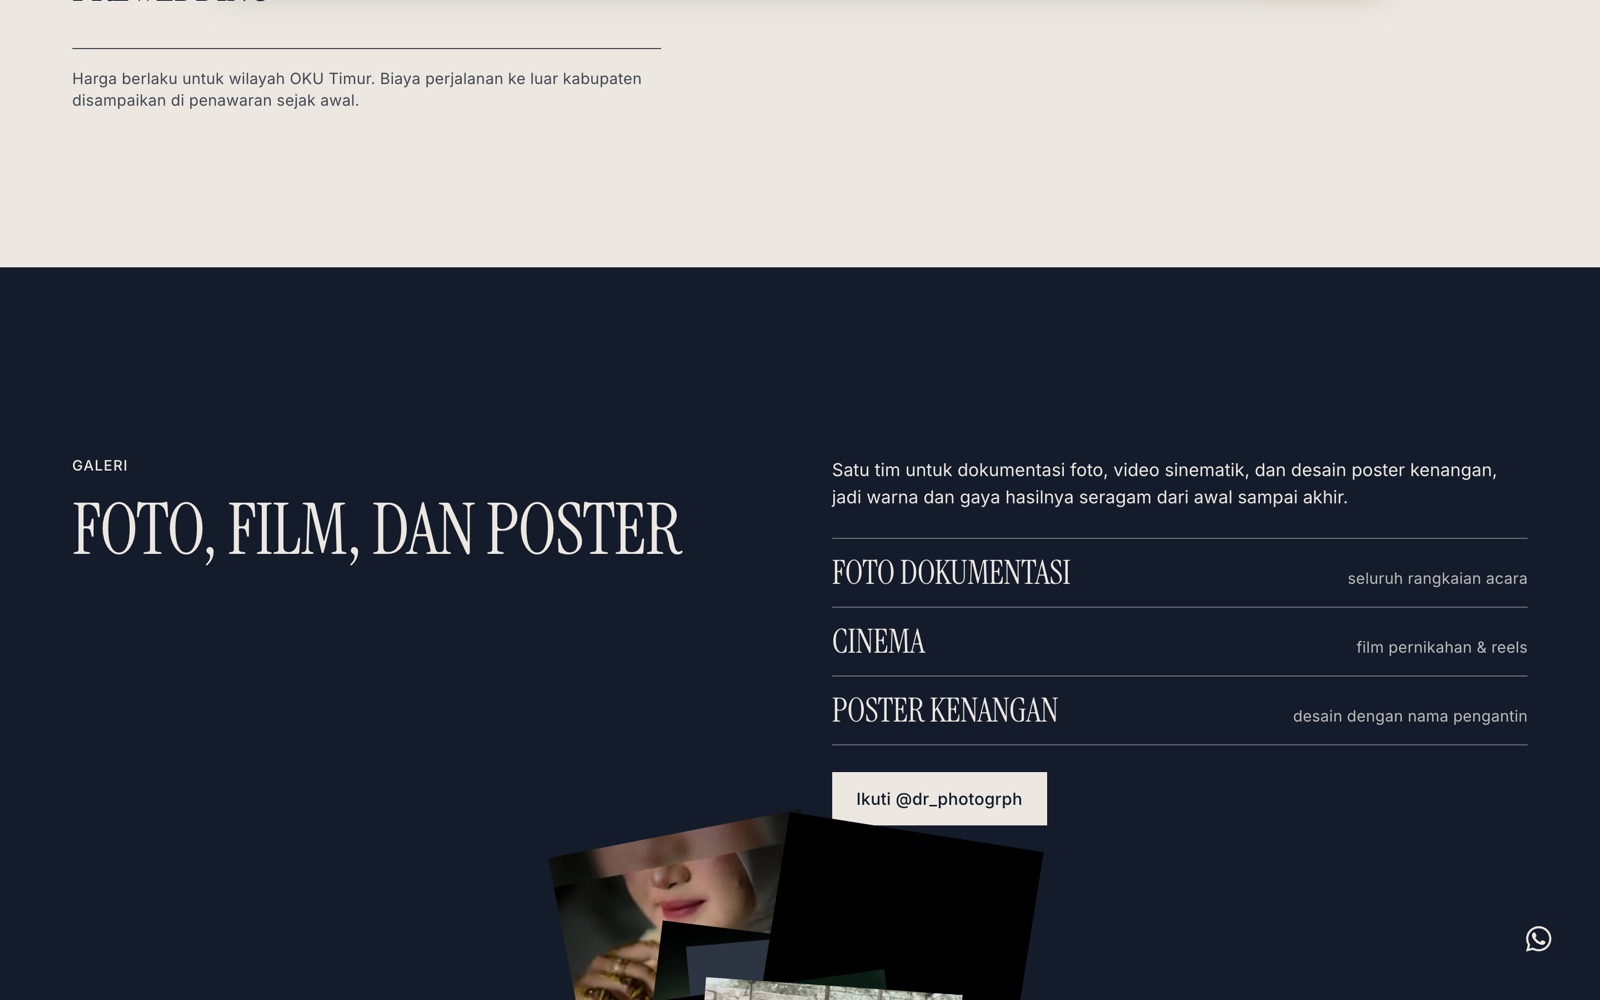 Harga berlaku untuk wilayah OKU Timur. Biaya perjalanan ke luar kabupaten
disampaikan di penawaran sejak awal.
GALERI
FOTO, FILM, DAN POSTER
Satu tim untuk dokumentasi foto, video sinematik, dan desain poster kenangan,
jadi warna dan gaya hasilnya seragam dari awal sampai akhir.
FOTO DOKUMENTASI
seluruh rangkaian acara
CINEMA
film pernikahan & reels
POSTER KENANGAN
desain dengan nama pengantin
Ikuti @dr_photogrph